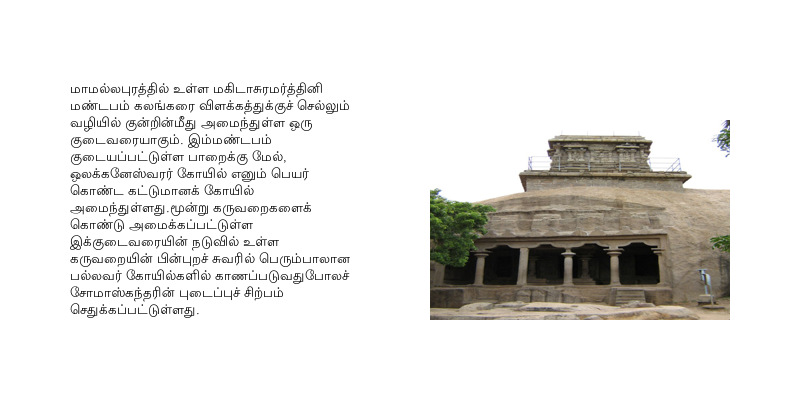 மாமல்லபுரத்தில் உள்ள மகிடாசுரமர்த்தினி
மண்டபம் கலங்கரை விளக்கத்துக்குச் செல்லும்
வழியில் குன்றின்மீது அமைந்துள்ள ஒரு
குடைவரையாகும். இம்மண்டபம்
குடையப்பட்டுள்ள பாறைக்கு மேல்,
ஒலக்கனேஸ்வரர் கோயில் எனும் பெயர்
கொண்ட கட்டுமானக் கோயில்
அமைந்துள்ளது.மூன்று கருவறைகளைக்
கொண்டு அமைக்கப்பட்டுள்ள
இக்குடைவரையின் நடுவில் உள்ள
கருவறையின் பின்புறச் சுவரில் பெரும்பாலான
பல்லவர் கோயில்களில் காணப்படுவதுபோலச்
சோமாஸ்கந்தரின் புடைப்புச் சிற்பம்
செதுக்கப்பட்டுள்ளது.